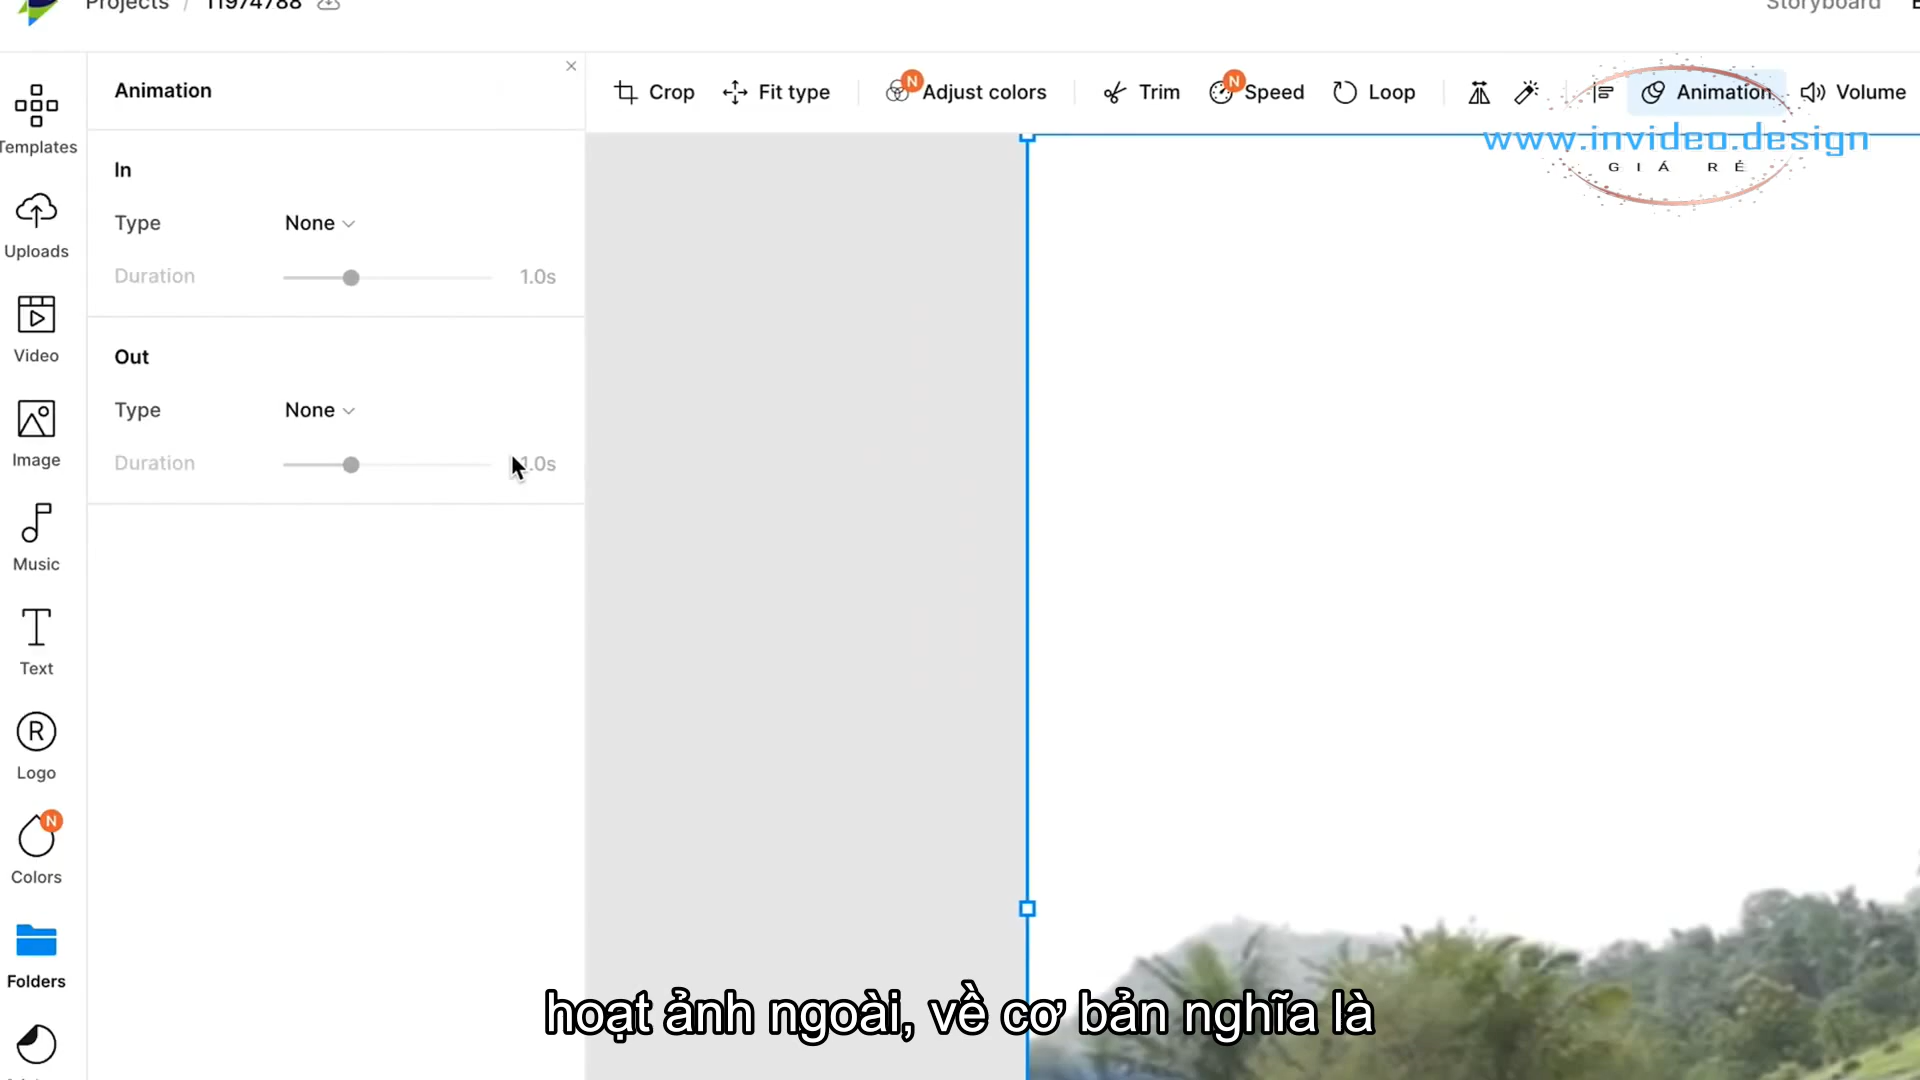 Projects / 11974788
Storyboard
Animation
Crop
Fit type
N
Adjust colors
Trim
N
Speed
Loop
Animation
Volume
www.invideo.design
GIÁ RẺ
Templates
Uploads
Video
Image
Music
Text
R
Logo
N
Colors
Folders
In
Type None
Duration 1.0s
Out
Type None
Duration 1.0s
hoạt ảnh ngoài, về cơ bản nghĩa là